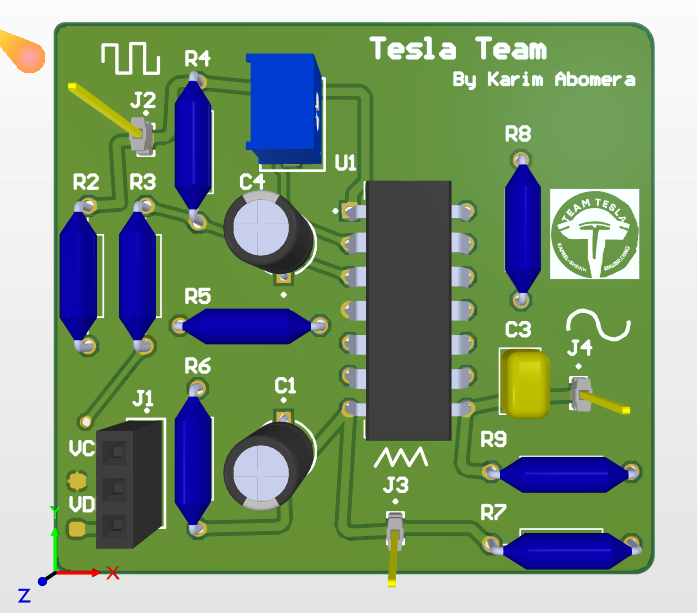 Tesla Team
By Karim Abomera
R4
J2
U1
R8
R2
R3
C4
TEAM TESLA
R5
C3
J4
R6
C1
J1
VC
R9
VD
J3
R7
Y
X
Z